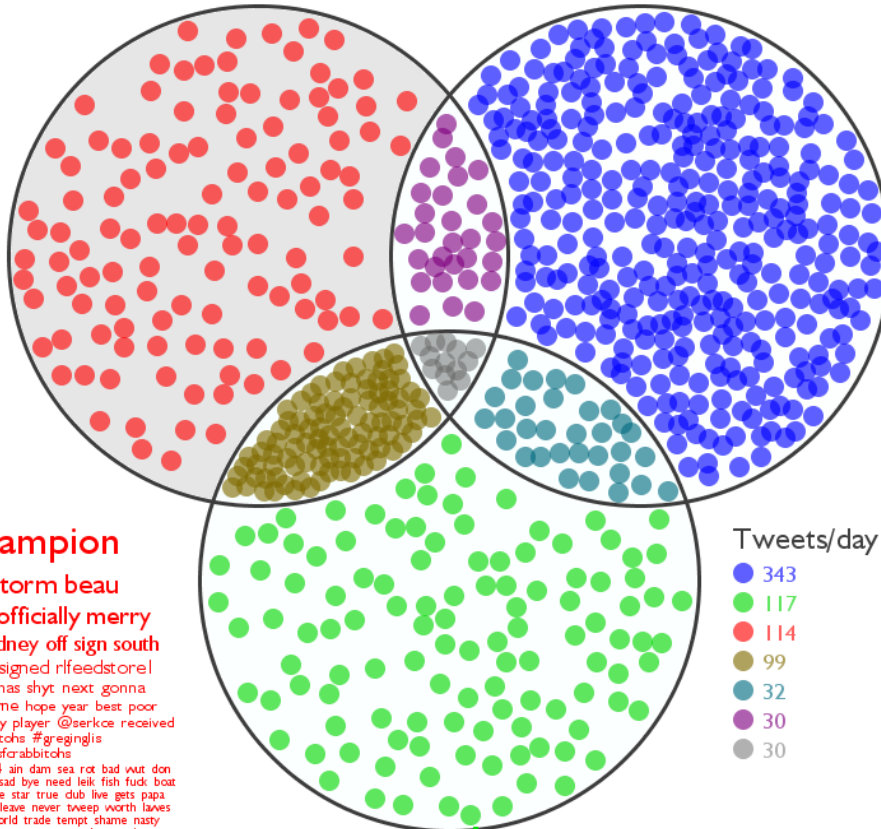 ampion
torm beau
officially merry
dney off sign south
signed rlfeedstore1
has shyt next gonna
hope year best poor
y player @serkce received
tohs #greginglis
fcrabbitohs
ain dam sea rot bad wut don
sad bye need leik fish fuck boat
e star true club live gets papa
leave never tweep worth lawes
orld trade tempt shame nasty
Tweets/day
343
117
114
99
32
30
30